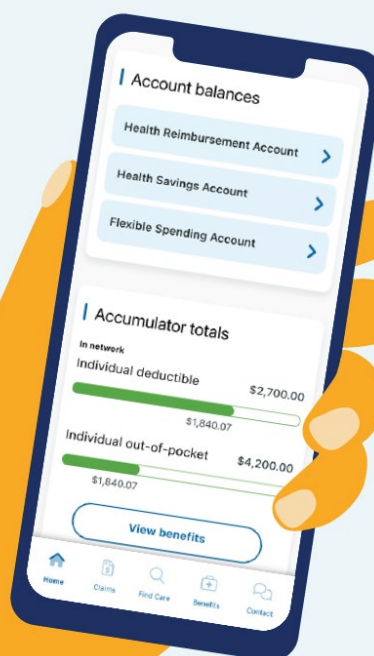 Account balances
Health Reimbursement Account
Health Savings Account
Flexible Spending Account
Accumulator totals
In network
Individual deductible $2,700.00
$1,840.07
Individual out-of-pocket $4,200.00
$1,840.07
View benefits
Home Claims Find Care Benefits Contact